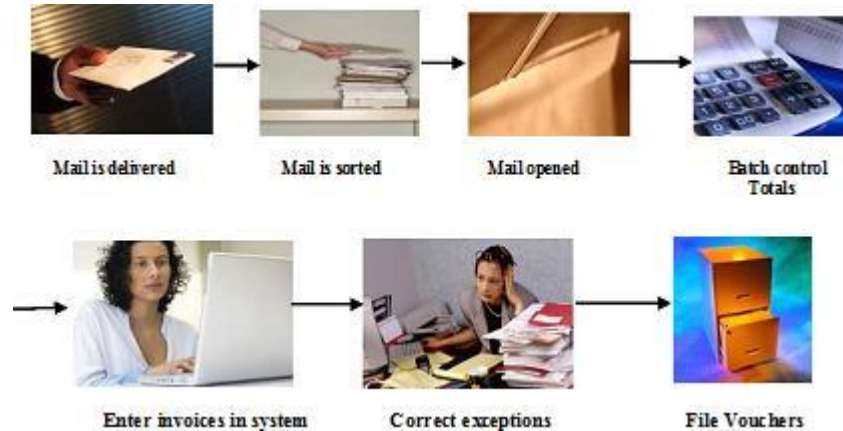 Mail is delivered
Mail is sorted
Mail opened
Batch control
Totals
Enter invoices in system
Correct exceptions
File Vouchers